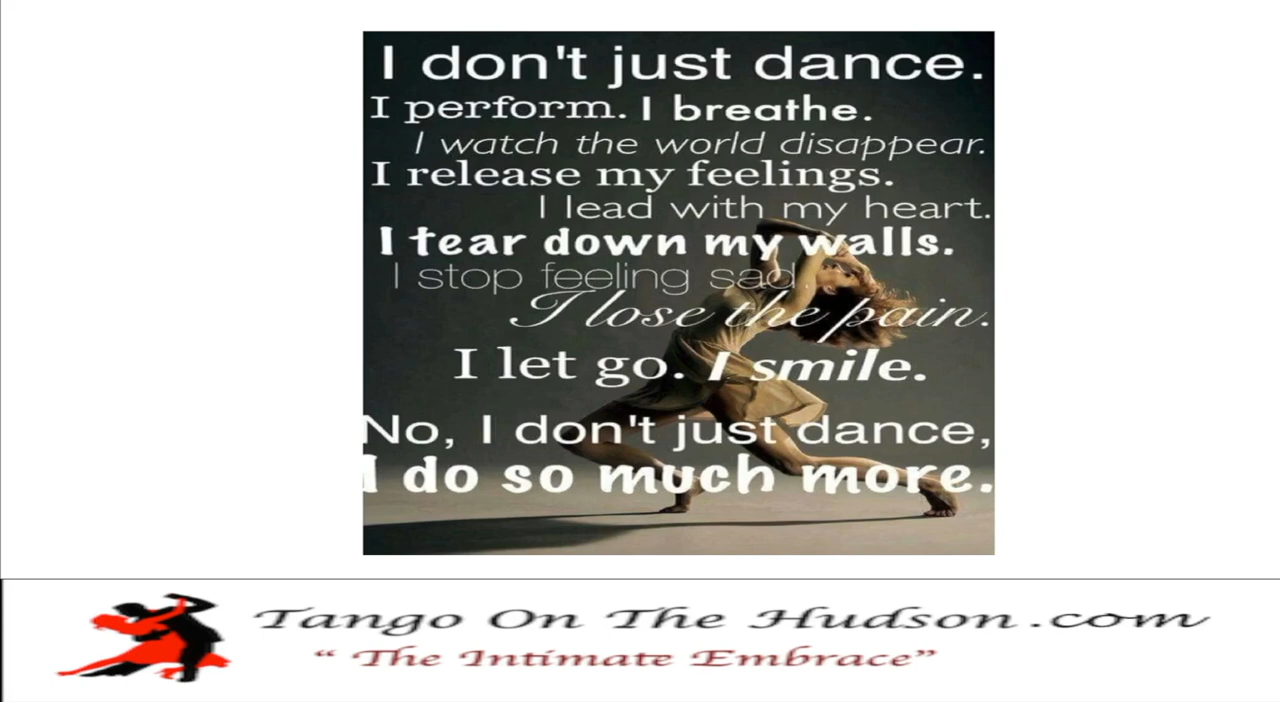 I don't just dance.
I perform. I breathe.
I watch the world disappear.
I release my feelings.
I lead with my heart.
I tear down my walls.
I stop feeling sad.
I lose the pain.
I let go. I smile.
No, I don't just dance,
I do so much more.
Tango On The Hudson.com
“ The Intimate Embrace”